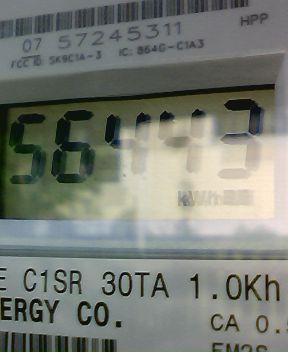 HPP
07 57245311
FCC ID: SK9C1A-3 IC: 864G-C1A3
56443
kWh
E C1SR 30TA 1.0Kh
ERGY CO.
CA 0.
EM2S